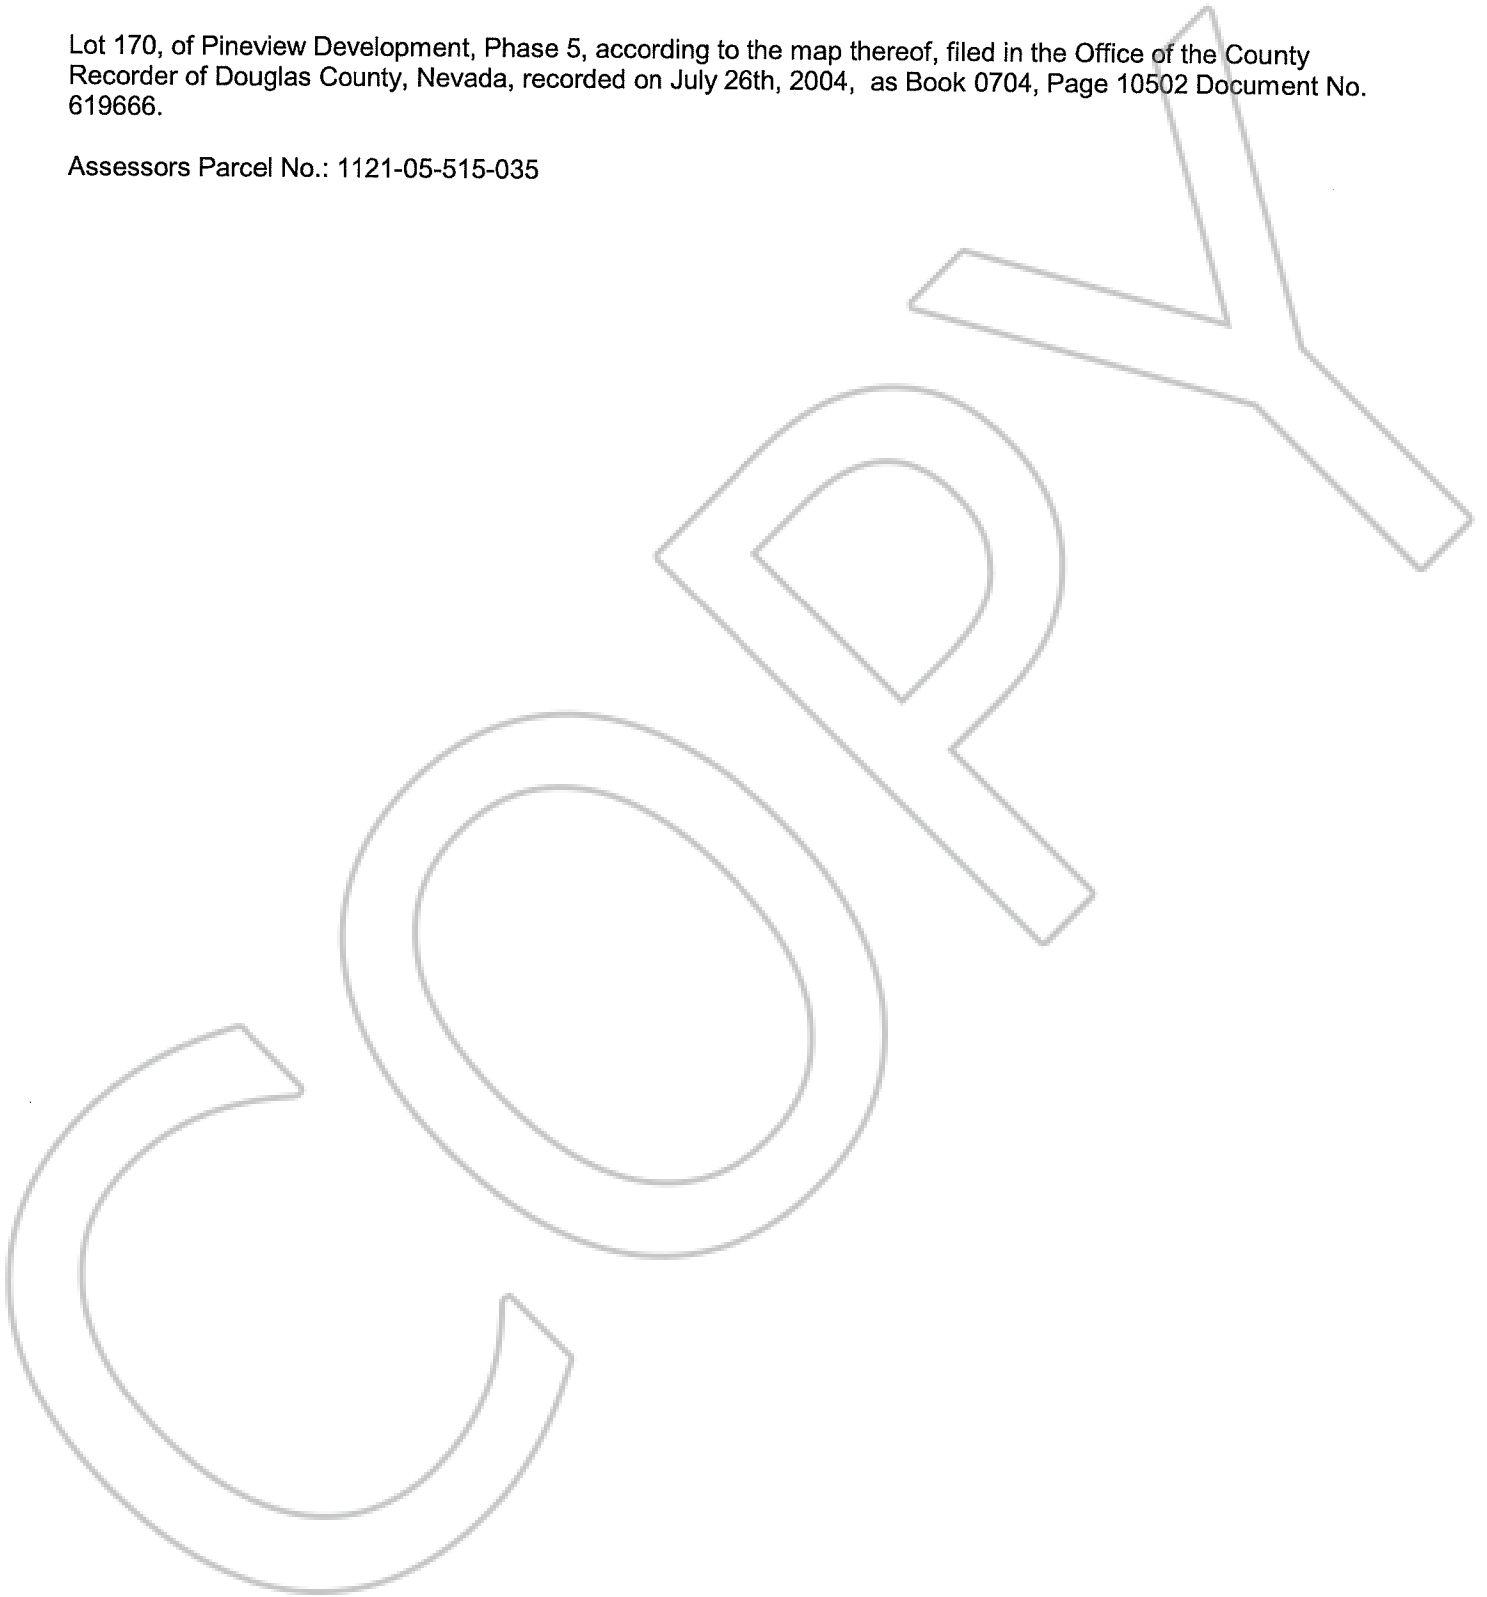 Lot 170, of Pineview Development, Phase 5, according to the map thereof, filed in the Office of the County
Recorder of Douglas County, Nevada, recorded on July 26th, 2004, as Book 0704, Page 10502 Document No.
619666.
Assessors Parcel No.: 1121-05-515-035
COPY